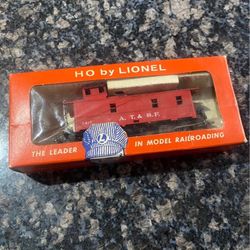 HO by LIONEL
A. T. & S. F.
THE LEADER IN MODEL RAILROADING